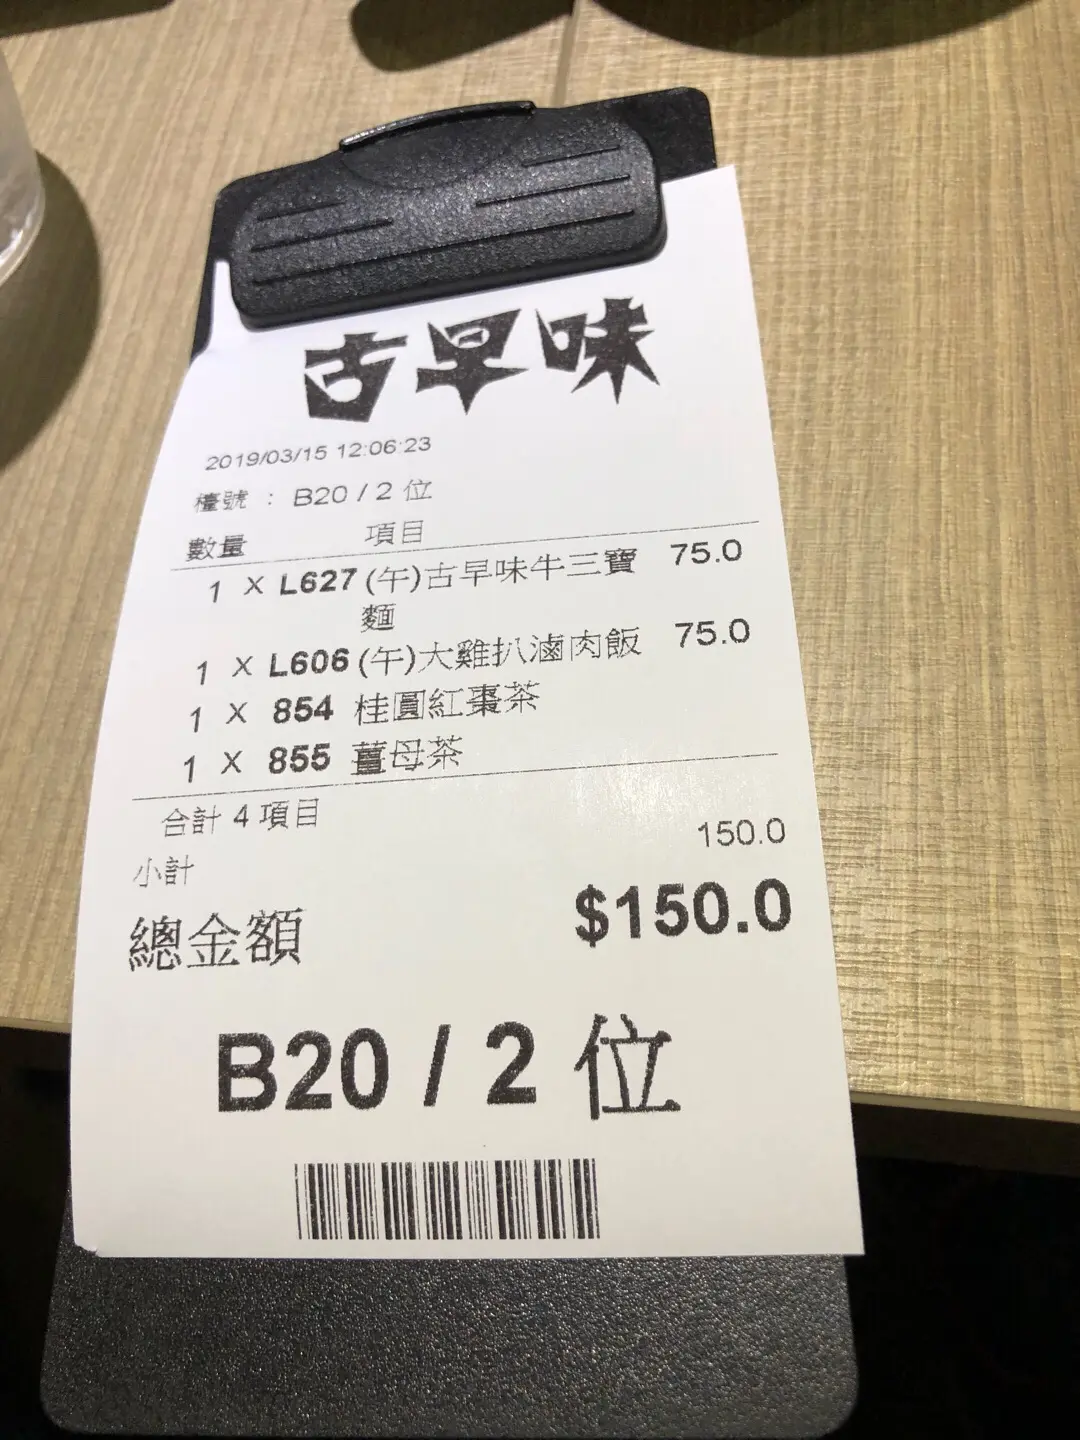 古早味
2019/03/15 12:06:23
檯號 : B20 / 2 位
數量 項目
1 X L627 (午)古早味牛三寶 75.0
麵
1 X L606 (午)大雞扒滷肉飯 75.0
1 X 854 桂圓紅棗茶
1 X 855 薑母茶
合計 4 項目
小計 150.0
總金額 $150.0
B20 / 2 位